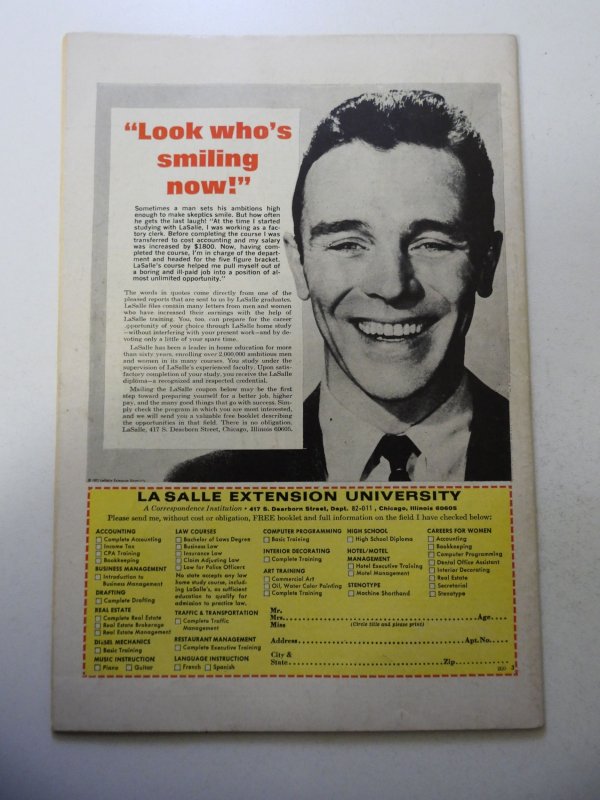 “Look who’s
smiling
now!”
Sometimes a man sets his ambitions high
enough to make skeptics smile. But how often
he gets the last laugh! “At the time I started
studying with LaSalle, I was working as a fac-
tory clerk. Before completing the course I was
transferred to cost accounting and my salary
was increased by $1800. Now, having com-
pleted the course, I’m in charge of the depart-
ment and headed for the five figure bracket.
LaSalle’s course helped me pull myself out of
a boring and ill-paid job into a position of al-
most unlimited opportunity.”
The words in quotes come directly from one of the
pleased reports that are sent to us by LaSalle graduates.
LaSalle files contain many letters from men and women
who have increased their earnings with the help of
LaSalle training. You, too, can prepare for the career
opportunity of your choice through LaSalle home study
—without interfering with your present work—and by de-
voting only a little of your spare time.
LaSalle has been a leader in home education for more
than sixty years, enrolling over 2,000,000 ambitious men
and women in its many courses. You study under the
supervision of LaSalle’s experienced faculty. Upon satis-
factory completion of your study, you receive the LaSalle
diploma—a recognized and respected credential.
Mailing the LaSalle coupon below may be the first
step toward preparing yourself for a better job, higher
pay, and the many good things that go with success. Sim-
ply check the program in which you are most interested,
and we will send you a valuable free booklet describing
the opportunities in that field. There is no obligation.
LaSalle, 417 S. Dearborn Street, Chicago, Illinois 60605.
LaSalle Extension University
LA SALLE EXTENSION UNIVERSITY
A Correspondence Institution • 417 S. Dearborn Street, Dept. 82-011, Chicago, Illinois 60605
Please send me, without cost or obligation, FREE booklet and full information on the field I have checked below:
ACCOUNTING
Complete Accounting
Income Tax
CPA Training
Bookkeeping
BUSINESS MANAGEMENT
Introduction to
Business Management
DRAFTING
Complete Drafting
REAL ESTATE
Complete Real Estate
Real Estate Brokerage
Real Estate Management
DIESEL MECHANICS
Basic Training
MUSIC INSTRUCTION
Piano Guitar
LAW COURSES
Bachelor of Laws Degree
Business Law
Insurance Law
Claim Adjusting Law
Law for Police Officers
No state accepts any law
home study course, includ-
ing LaSalle’s, as sufficient
education to qualify for
admission to practice law.
TRAFFIC & TRANSPORTATION
Complete Traffic
Management
RESTAURANT MANAGEMENT
Complete Executive Training
LANGUAGE INSTRUCTION
French Spanish
COMPUTER PROGRAMMING
Basic Training
INTERIOR DECORATING
Complete Training
ART TRAINING
Commercial Art
Oil, Water Color Painting
Complete Training
HIGH SCHOOL
High School Diploma
HOTEL/MOTEL
MANAGEMENT
Hotel Executive Training
Motel Management
STENOTYPE
Machine Shorthand
CAREERS FOR WOMEN
Accounting
Bookkeeping
Computer Programming
Dental Office Assistant
Interior Decorating
Real Estate
Secretarial
Stenotype
Mr.
Mrs. Age
Miss (Circle title and please print)
Address Apt. No.
City &
State Zip
3